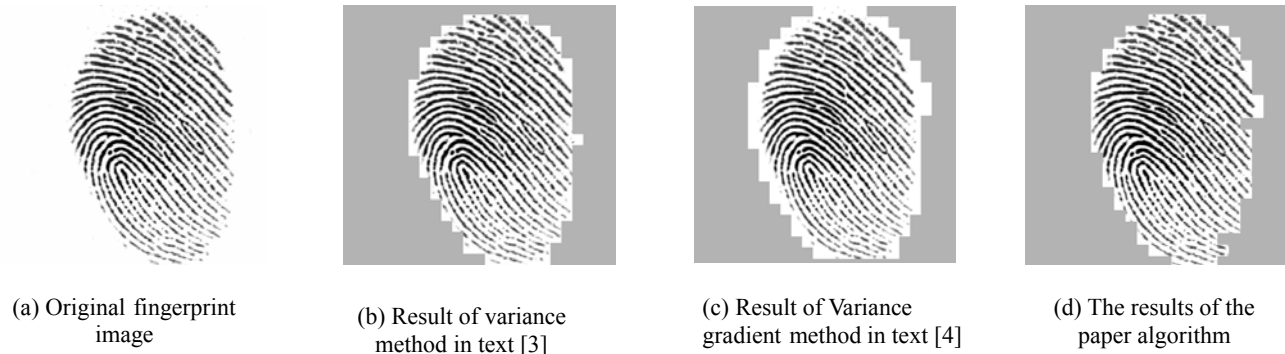 (a) Original fingerprint
image
(b) Result of variance
method in text [3]
(c) Result of Variance
gradient method in text [4]
(d) The results of the
paper algorithm